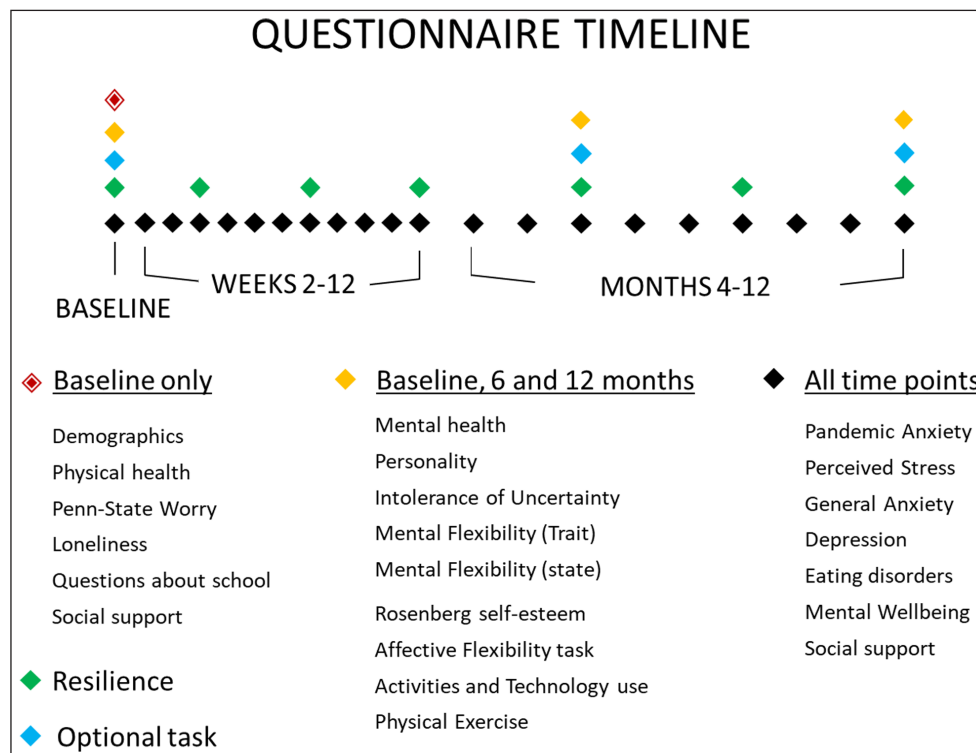 QUESTIONNAIRE TIMELINE
WEEKS 2-12
MONTHS 4-12
BASELINE
Baseline only
Demographics
Physical health
Penn-State Worry
Loneliness
Questions about school
Social support
Resilience
Optional task
Baseline, 6 and 12 months
Mental health
Personality
Intolerance of Uncertainty
Mental Flexibility (Trait)
Mental Flexibility (state)
Rosenberg self-esteem
Affective Flexibility task
Activities and Technology use
Physical Exercise
All time points
Pandemic Anxiety
Perceived Stress
General Anxiety
Depression
Eating disorders
Mental Wellbeing
Social support